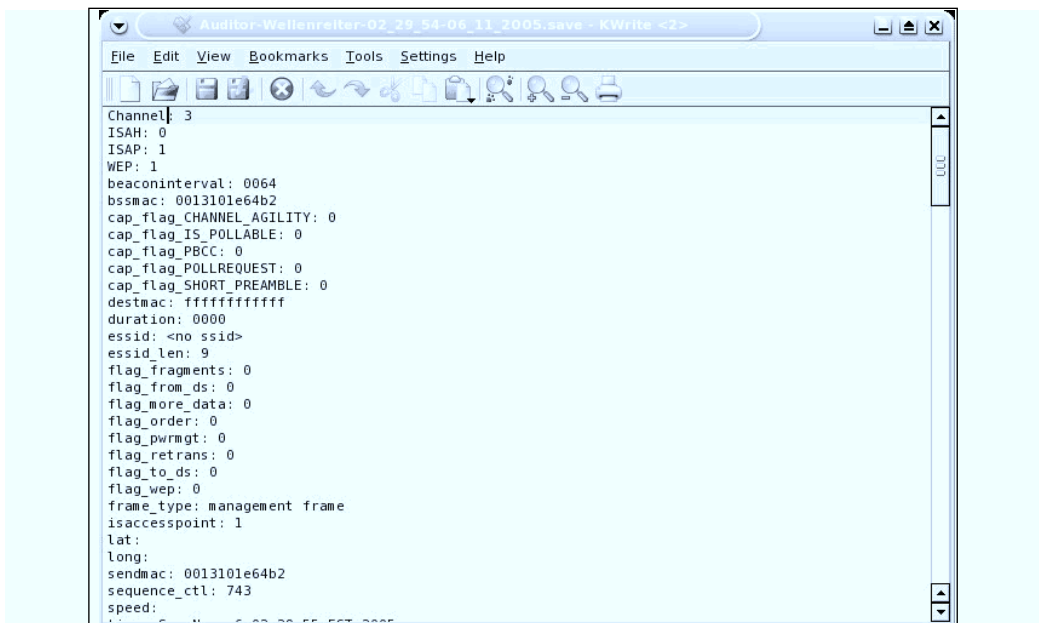 Auditor-Wellenreiter-02_29_54-06_11_2005.save - KWrite <2>
File Edit View Bookmarks Tools Settings Help
Channel: 3
ISAH: 0
ISAP: 1
WEP: 1
beaconinterval: 0064
bssmac: 0013101e64b2
cap_flag_CHANNEL_AGILITY: 0
cap_flag_IS_POLLABLE: 0
cap_flag_PBCC: 0
cap_flag_POLLREQUEST: 0
cap_flag_SHORT_PREAMBLE: 0
destmac: ffffffffffff
duration: 0000
essid: <no ssid>
essid_len: 9
flag_fragments: 0
flag_from_ds: 0
flag_more_data: 0
flag_order: 0
flag_pwrmgt: 0
flag_retrans: 0
flag_to_ds: 0
flag_wep: 0
frame_type: management frame
isaccesspoint: 1
lat:
long:
sendmac: 0013101e64b2
sequence_ctl: 743
speed: